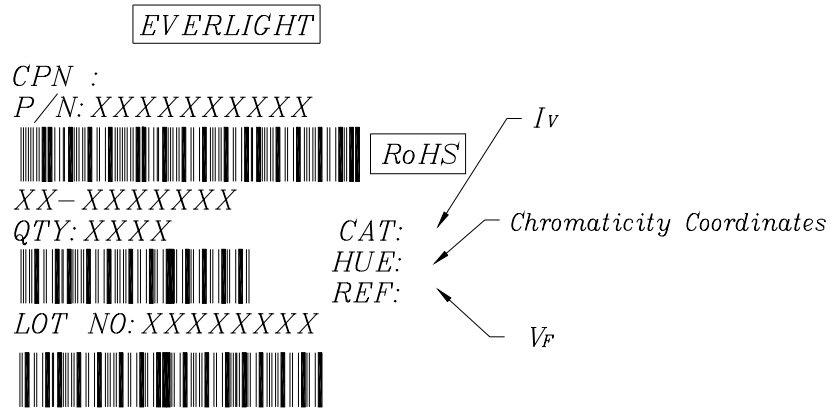 EVERLIGHT
CPN :
P/N: XXXXXXXXXX
RoHS
XX-XXXXXXX
QTY: XXXX
LOT NO: XXXXXXXX
CAT:
HUE:
REF:
Iv
Chromaticity Coordinates
VF